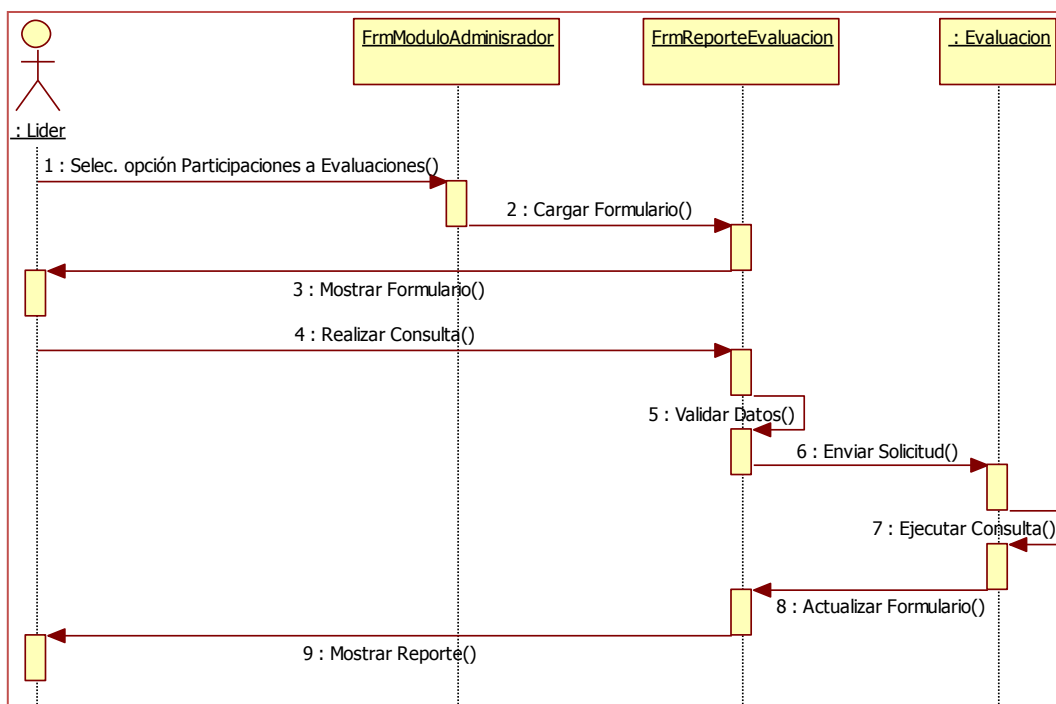 FrmModuloAdminisrador
FrmReporteEvaluacion
: Evaluacion
: Lider
1 : Selec. opción Participaciones a Evaluaciones()
2 : Cargar Formulario()
3 : Mostrar Formulario()
4 : Realizar Consulta()
5 : Validar Datos()
6 : Enviar Solicitud()
7 : Ejecutar Consulta()
8 : Actualizar Formulario()
9 : Mostrar Reporte()